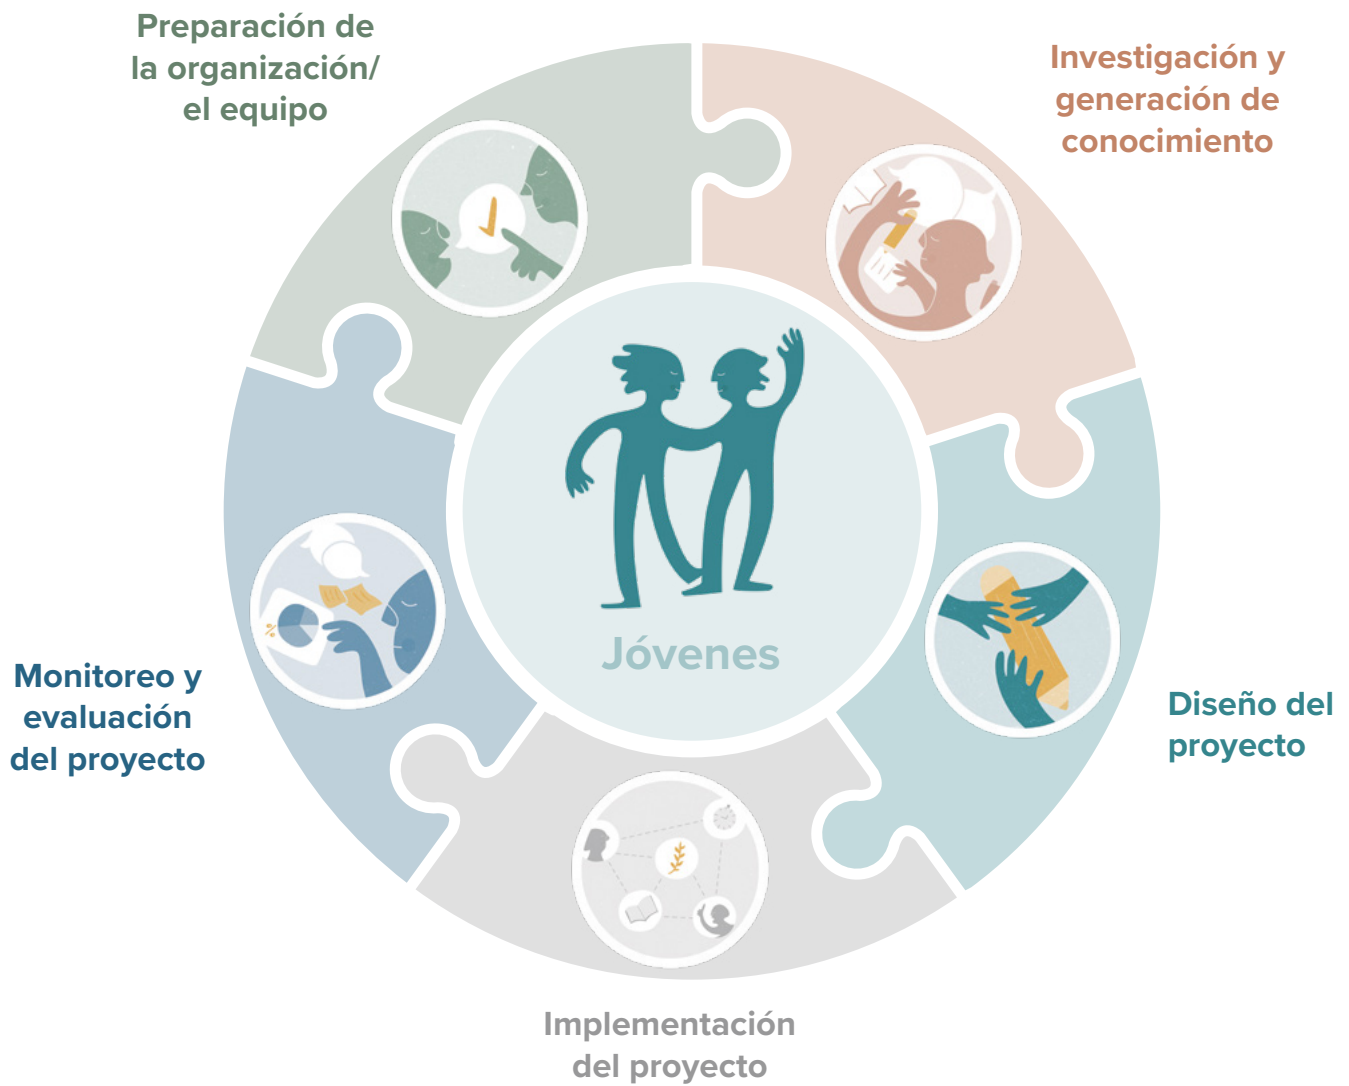 Preparación de
la organización/
el equipo
Investigación y
generación de
conocimiento
Jóvenes
%
Monitoreo y
evaluación
del proyecto
Diseño del
proyecto
Implementación
del proyecto